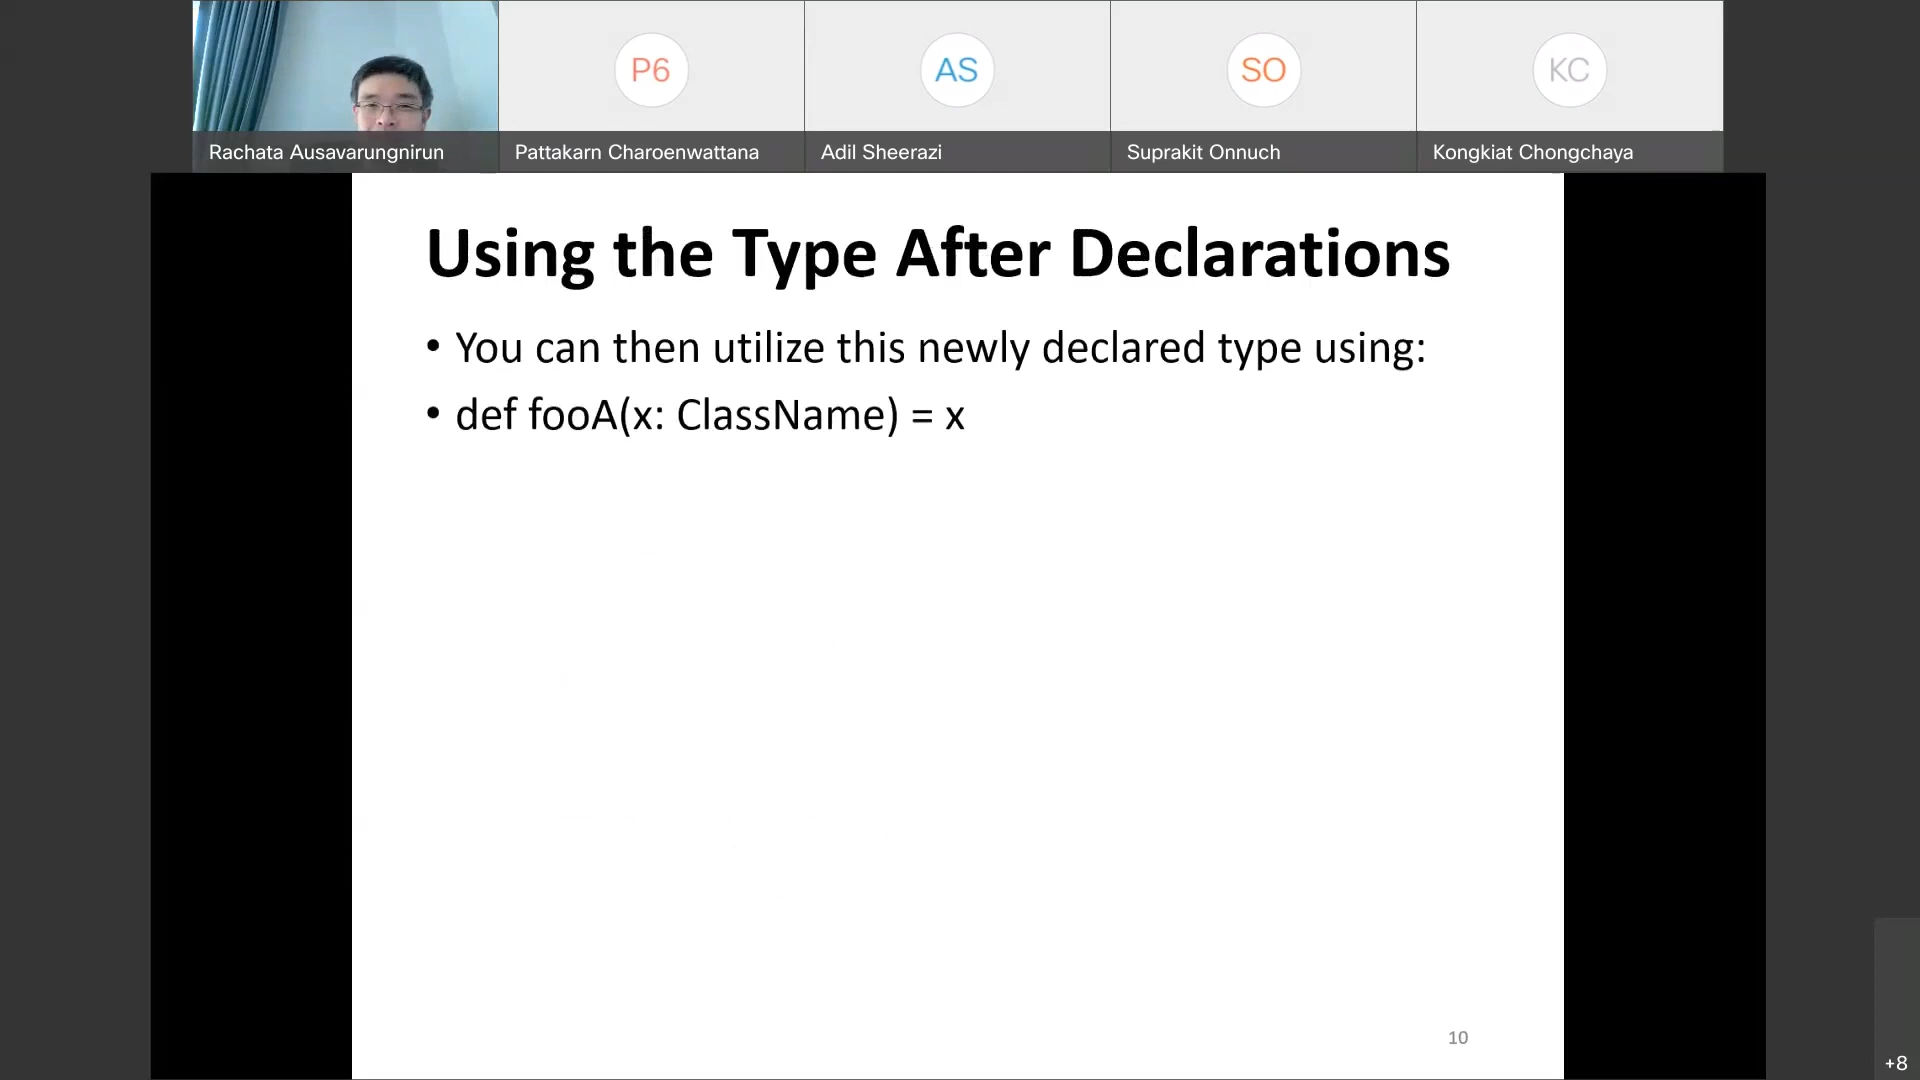 P6
AS
SO
KC
Rachata Ausavarungnirun
Pattakarn Charoenwattana
Adil Sheerazi
Suprakit Onnuch
Kongkiat Chongchaya
Using the Type After Declarations
• You can then utilize this newly declared type using:
• def fooA(x: ClassName) = x
10
+8